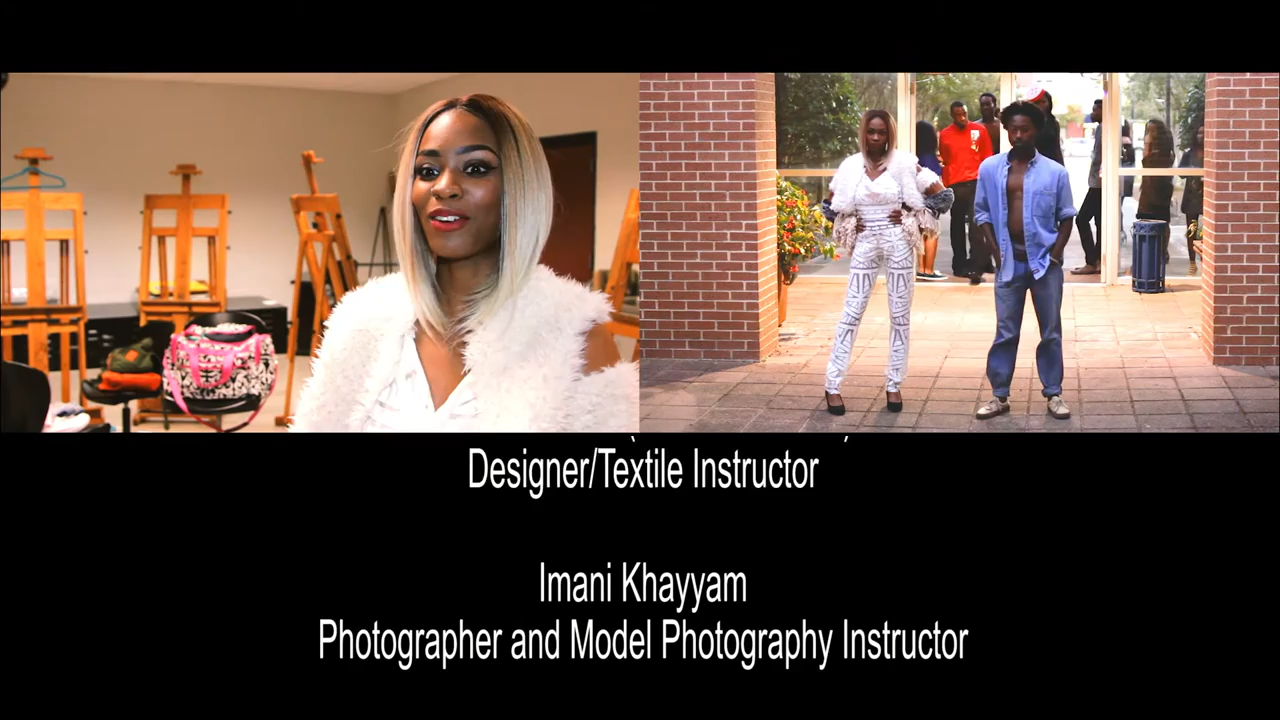 Designer/Textile Instructor
Imani Khayyam
Photographer and Model Photography Instructor